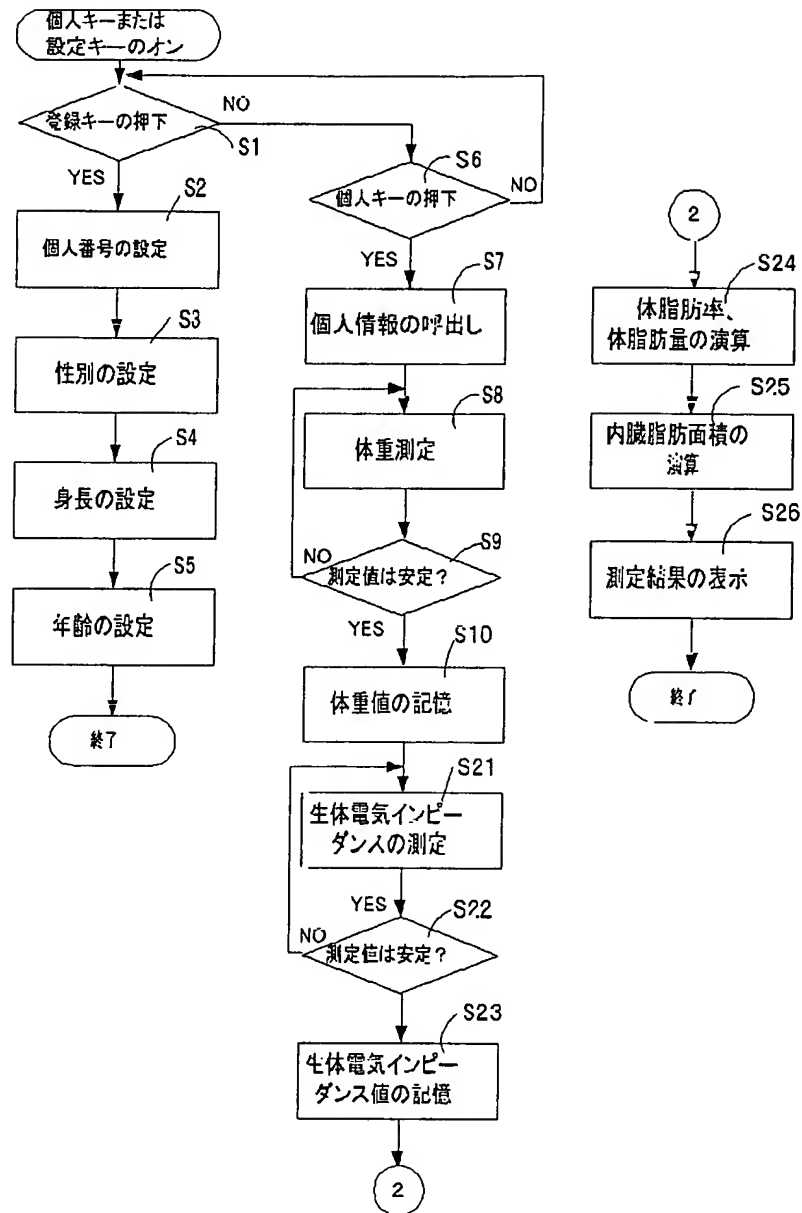 個人キーまたは
設定キーのオン
登録キーの押下
NO
S1
YES
S2
個人番号の設定
S3
性別の設定
S4
身長の設定
S5
年齢の設定
終了
S6
個人キーの押下
NO
YES
S7
個人情報の呼出し
S8
体重測定
S9
NO
測定値は安定?
YES
S10
体重値の記憶
S21
生体電気インピー
ダンスの測定
YES
S22
NO
測定値は安定?
S23
生体電気インピー
ダンス値の記憶
2
2
S24
体脂肪率、
体脂肪量の演算
S25
内臓脂肪面積の
演算
S26
測定結果の表示
終了